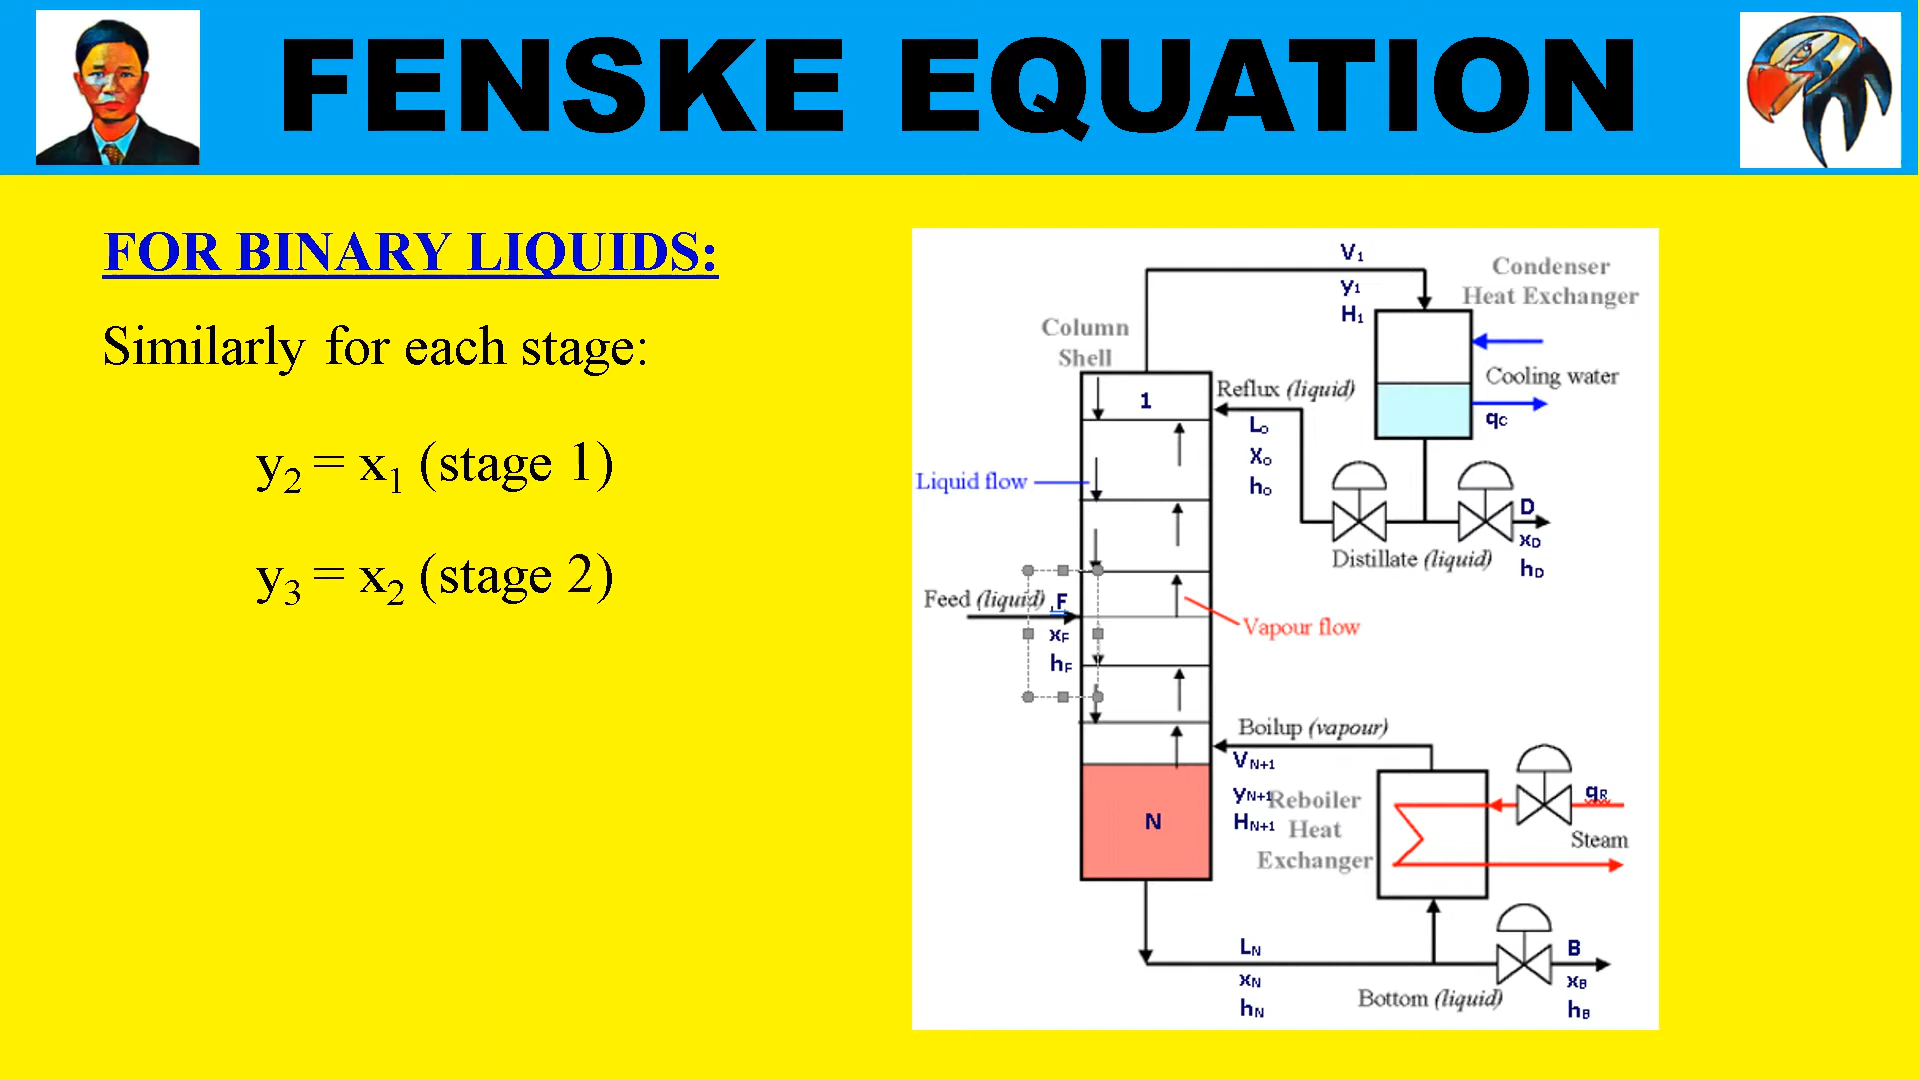 FENSKE EQUATION
FOR BINARY LIQUIDS:
Similarly for each stage:
y2 = x1 (stage 1)
y3 = x2 (stage 2)
V1
y1
H1
Condenser
Heat Exchanger
Column
Shell
1
Reflux (liquid)
Lo
Xo
ho
Cooling water
qc
Liquid flow
D
xD
hD
Distillate (liquid)
Feed (liquid) F
xF
hF
Vapour flow
Boilup (vapour)
VN+1
yN+1
HN+1
Reboiler
Heat
Exchanger
qR
Steam
N
LN
xN
hN
Bottom (liquid)
B
xB
hB